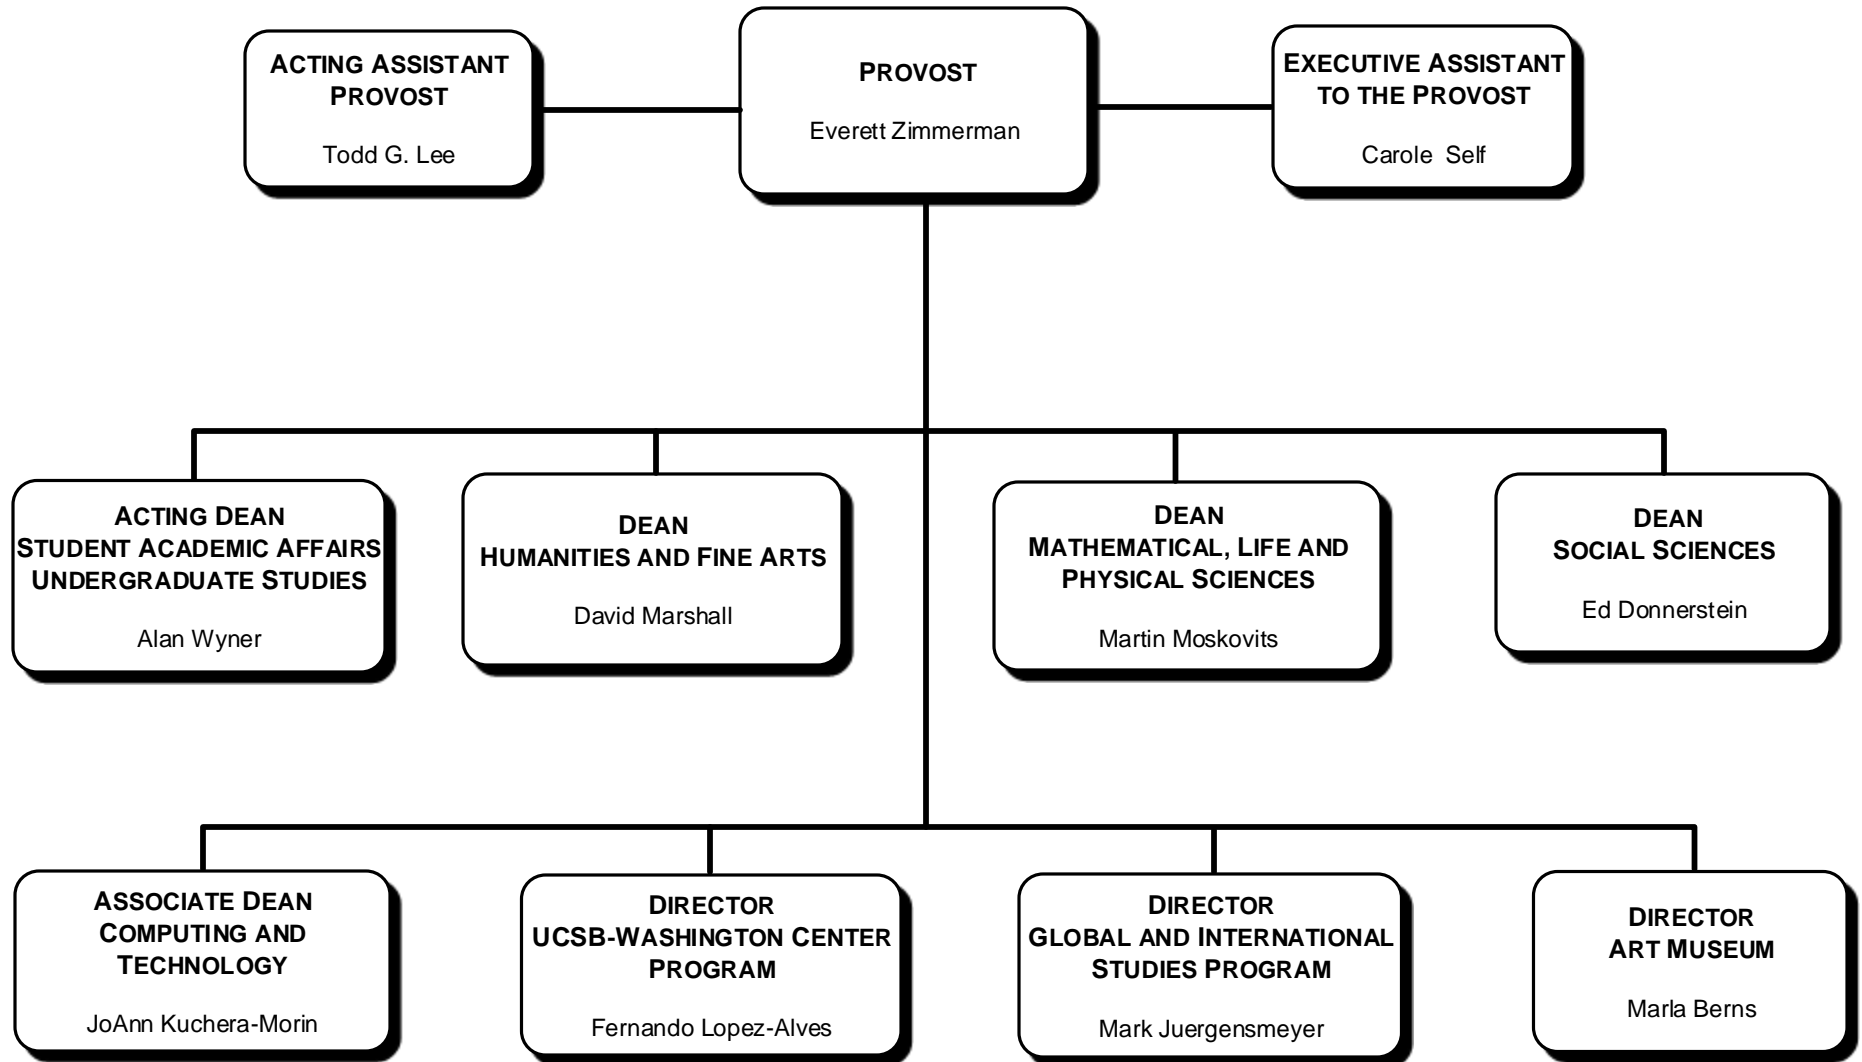 ACTING ASSISTANT
PROVOST
Todd G. Lee
PROVOST
Everett Zimmerman
EXECUTIVE ASSISTANT
TO THE PROVOST
Carole Self
ACTING DEAN
STUDENT ACADEMIC AFFAIRS
UNDERGRADUATE STUDIES
Alan Wyner
DEAN
HUMANITIES AND FINE ARTS
David Marshall
DEAN
MATHEMATICAL, LIFE AND
PHYSICAL SCIENCES
Martin Moskovits
DEAN
SOCIAL SCIENCES
Ed Donnerstein
ASSOCIATE DEAN
COMPUTING AND
TECHNOLOGY
JoAnn Kuchera-Morin
DIRECTOR
UCSB-WASHINGTON CENTER
PROGRAM
Fernando Lopez-Alves
DIRECTOR
GLOBAL AND INTERNATIONAL
STUDIES PROGRAM
Mark Juergensmeyer
DIRECTOR
ART MUSEUM
Marla Berns